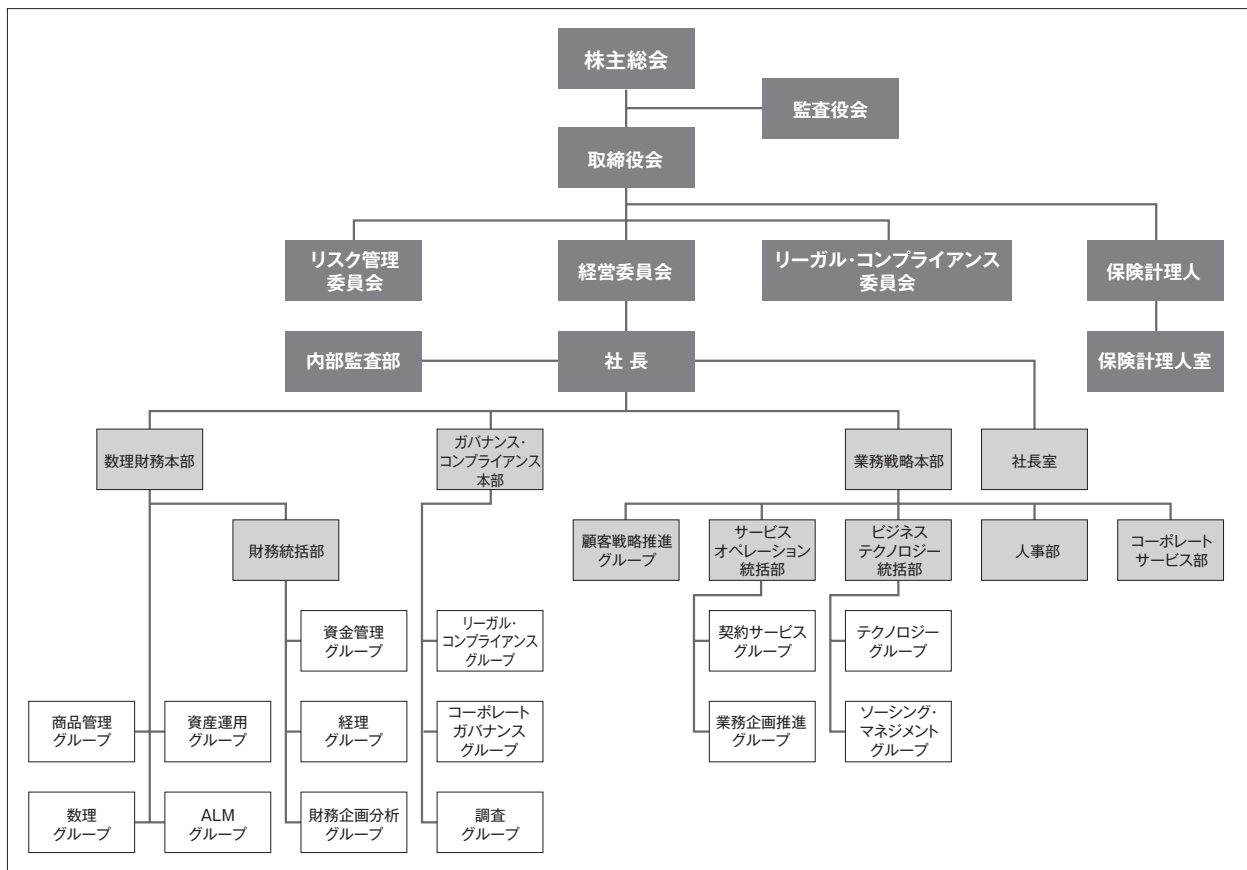 株主総会
監査役会
取締役会
リスク管理
委員会
経営委員会
リーガル・コンプライアンス
委員会
保険計理人
内部監査部
社 長
保険計理人室
数理財務本部
ガバナンス・
コンプライアンス
本部
業務戦略本部
社長室
財務統括部
顧客戦略推進
グループ
サービス
オペレーション
統括部
ビジネス
テクノロジー
統括部
人事部
コーポレート
サービス部
資金管理
グループ
リーガル・
コンプライアンス
グループ
契約サービス
グループ
テクノロジー
グループ
商品管理
グループ
資産運用
グループ
経理
グループ
コーポレート
ガバナンス
グループ
業務企画推進
グループ
ソーシング・
マネジメント
グループ
数理
グループ
ALM
グループ
財務企画分析
グループ
調査
グループ